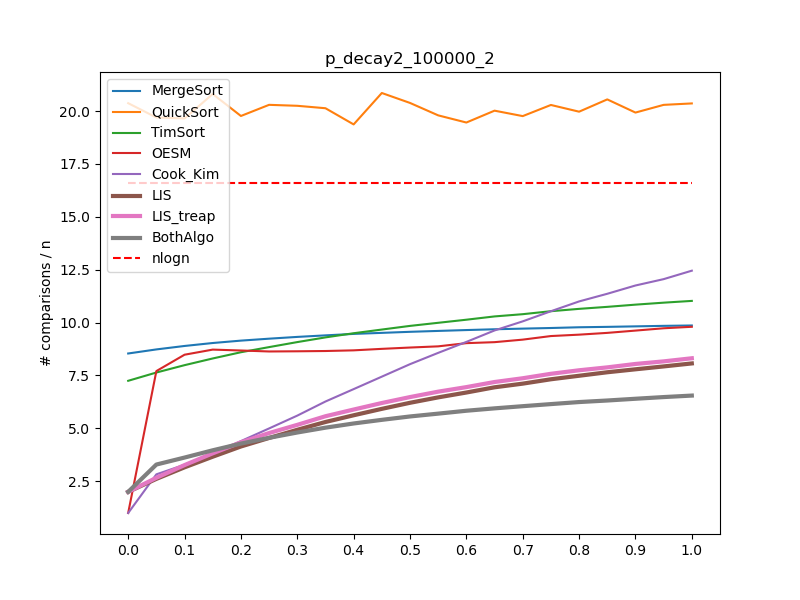 p_decay2_100000_2
# comparisons / n
20.0
17.5
15.0
12.5
10.0
7.5
5.0
2.5
MergeSort
QuickSort
TimSort
OESM
Cook_Kim
LIS
LIS_treap
BothAlgo
nlogn
0.0 0.1 0.2 0.3 0.4 0.5 0.6 0.7 0.8 0.9 1.0